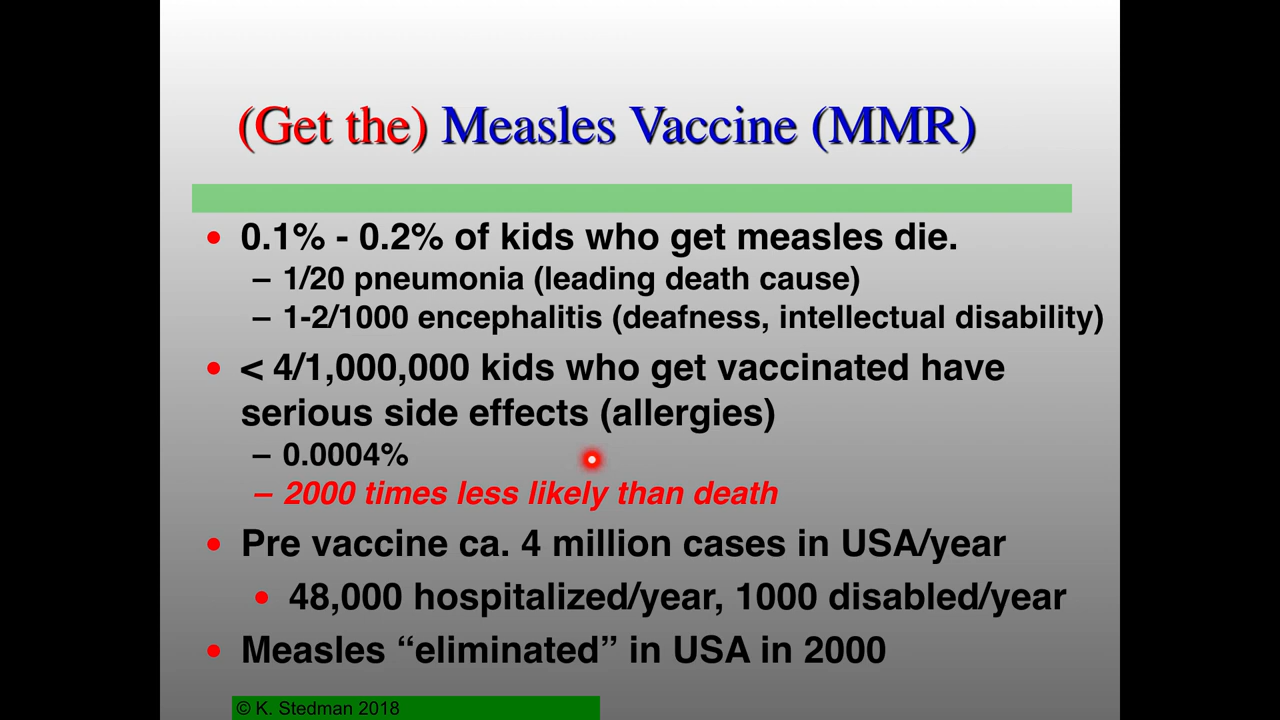 (Get the) Measles Vaccine (MMR)
• 0.1% - 0.2% of kids who get measles die.
– 1/20 pneumonia (leading death cause)
– 1-2/1000 encephalitis (deafness, intellectual disability)
• < 4/1,000,000 kids who get vaccinated have
serious side effects (allergies)
– 0.0004%
– 2000 times less likely than death
• Pre vaccine ca. 4 million cases in USA/year
• 48,000 hospitalized/year, 1000 disabled/year
• Measles “eliminated” in USA in 2000
© K. Stedman 2018